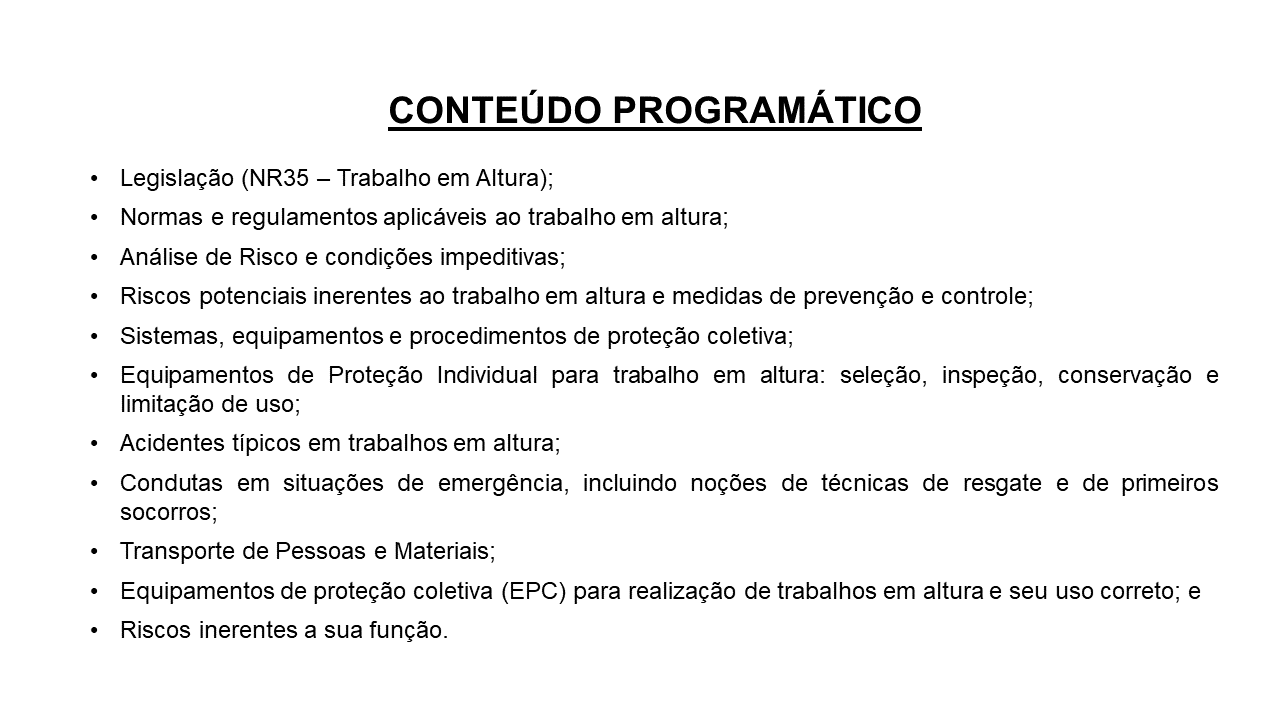 CONTEÚDO PROGRAMÁTICO
• Legislação (NR35 – Trabalho em Altura);
• Normas e regulamentos aplicáveis ao trabalho em altura;
• Análise de Risco e condições impeditivas;
• Riscos potenciais inerentes ao trabalho em altura e medidas de prevenção e controle;
• Sistemas, equipamentos e procedimentos de proteção coletiva;
• Equipamentos de Proteção Individual para trabalho em altura: seleção, inspeção, conservação e
limitação de uso;
• Acidentes típicos em trabalhos em altura;
• Condutas em situações de emergência, incluindo noções de técnicas de resgate e de primeiros
socorros;
• Transporte de Pessoas e Materiais;
• Equipamentos de proteção coletiva (EPC) para realização de trabalhos em altura e seu uso correto; e
• Riscos inerentes a sua função.